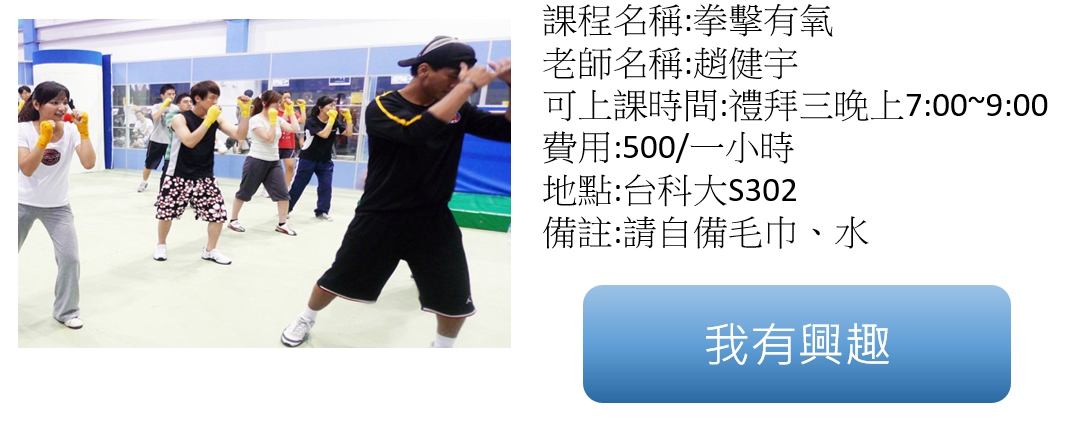 課程名稱:拳擊有氧
老師名稱:趙健宇
可上課時間:禮拜三晚上7:00~9:00
費用:500/一小時
地點:台科大S302
備註:請自備毛巾、水
我有興趣